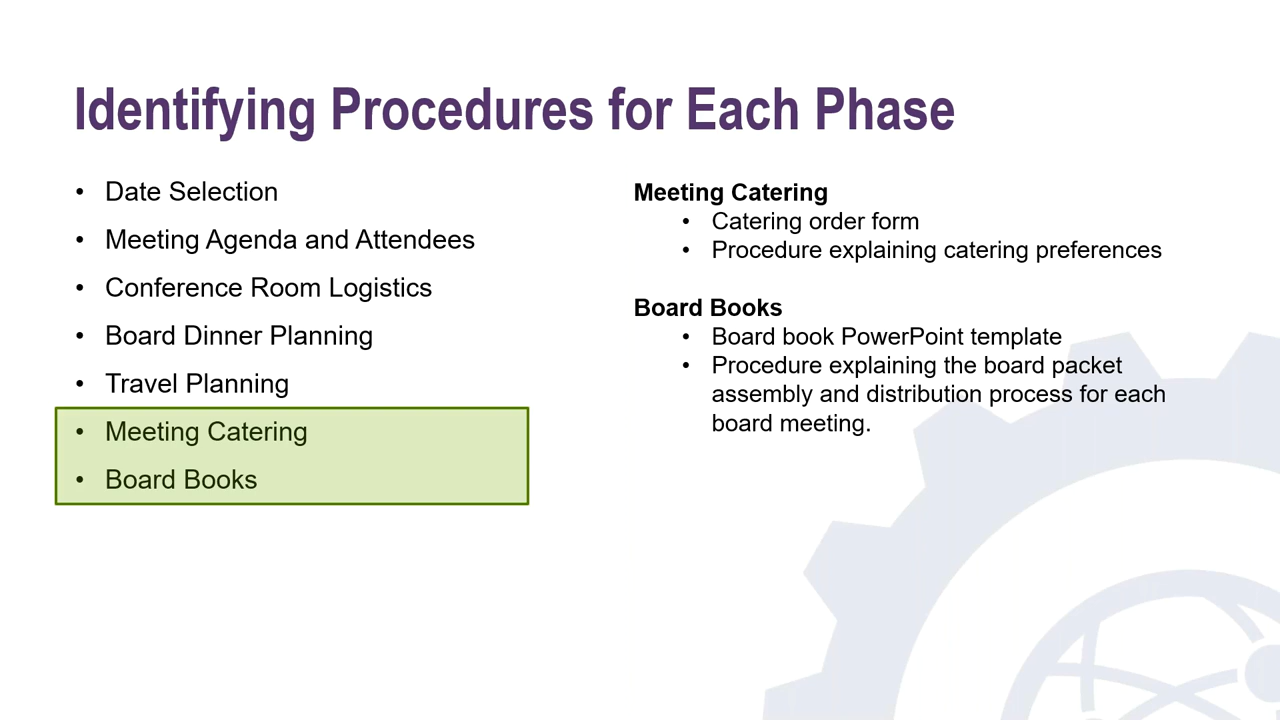 Identifying Procedures for Each Phase
• Date Selection
• Meeting Agenda and Attendees
• Conference Room Logistics
• Board Dinner Planning
• Travel Planning
• Meeting Catering
• Board Books
Meeting Catering
• Catering order form
• Procedure explaining catering preferences
Board Books
• Board book PowerPoint template
• Procedure explaining the board packet
assembly and distribution process for each
board meeting.